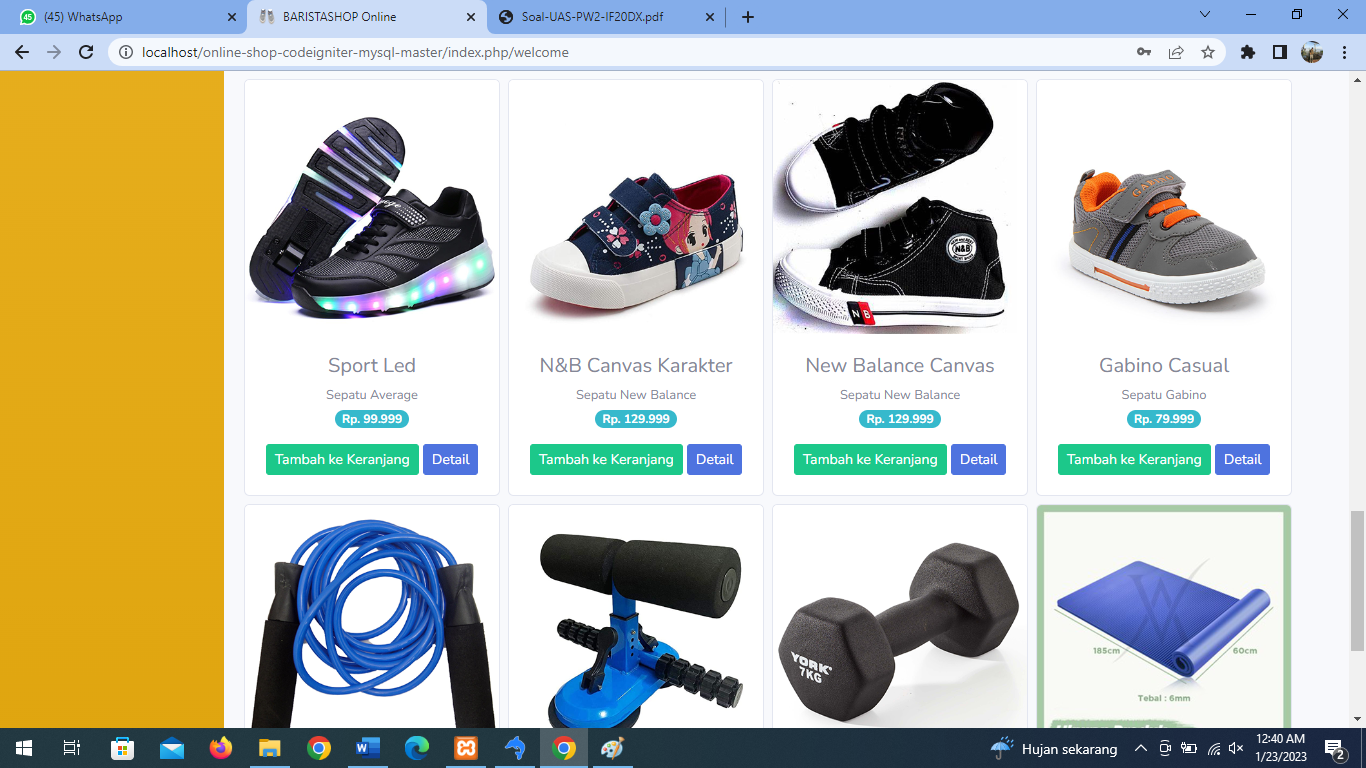 45
(45) WhatsApp
BARISTASHOP Online
Soal-UAS-PW2-IF20DX.pdf
localhost/online-shop-codeigniter-mysql-master/index.php/welcome
GABINO
N&B
N B
Sport Led
N&B Canvas Karakter
New Balance Canvas
Gabino Casual
Sepatu Average
Sepatu New Balance
Sepatu New Balance
Sepatu Gabino
Rp. 99.999
Rp. 129.999
Rp. 129.999
Rp. 79.999
Tambah ke Keranjang
Detail
Tambah ke Keranjang
Detail
Tambah ke Keranjang
Detail
Tambah ke Keranjang
Detail
YORK
7KG
185cm
60cm
Tebal : 6mm
W
Hujan sekarang
12:40 AM
1/23/2023
2